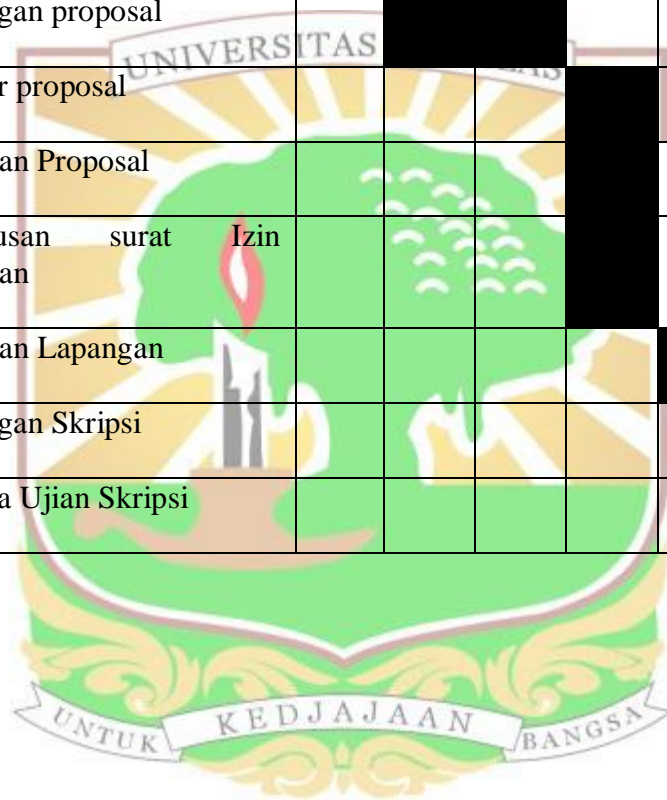 gan proposal
UNIVERSITAS AS
r proposal
an Proposal
usan surat Izin
an
an Lapangan
gan Skripsi
a Ujian Skripsi
UNTUK KEDJAJAAN BANGSA